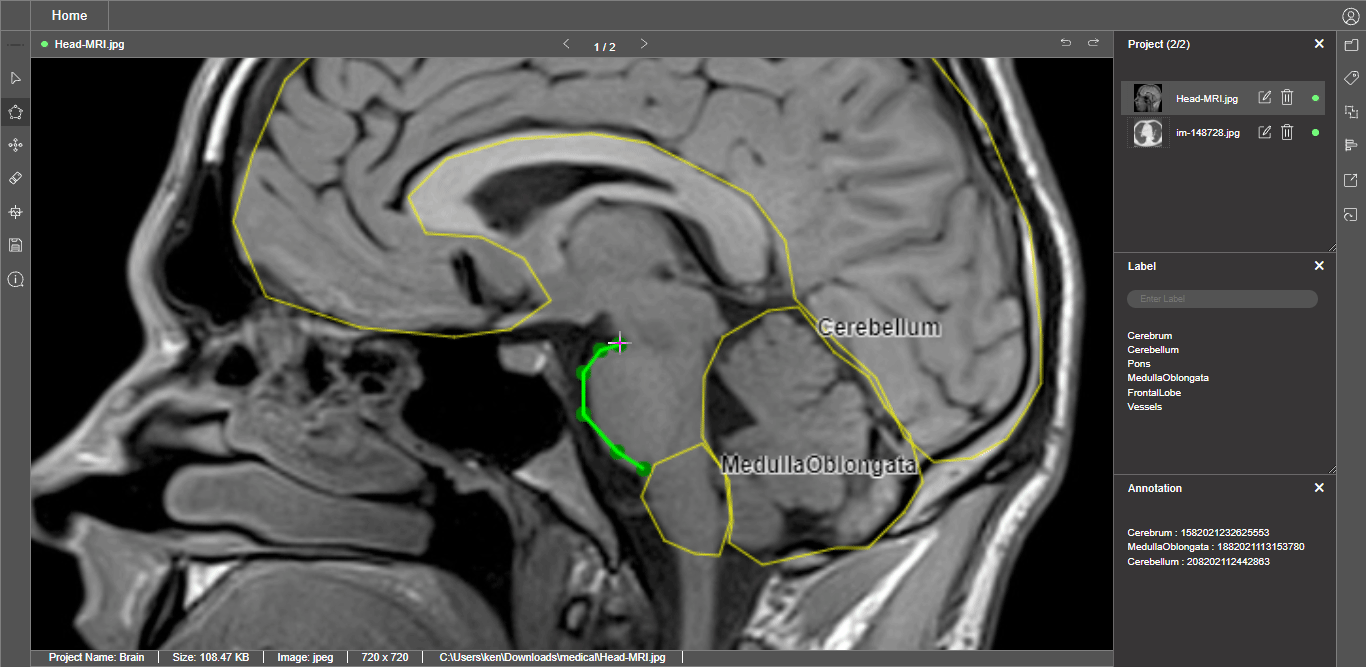 Home
Head-MRI.jpg
1 / 2
Project (2/2)
Head-MRI.jpg
im-148728.jpg
Label
Enter Label
Cerebrum
Cerebellum
Pons
MedullaOblongata
FrontalLobe
Vessels
Annotation
Cerebrum : 1582021232625553
MedullaOblongata : 1882021113153780
Cerebellum : 208202112442863
Cerebellum
MedullaOblongata
Project Name: Brain
Size: 108.47 KB
Image: jpeg
720 x 720
C:\Users\ken\Downloads\medical\Head-MRI.jpg